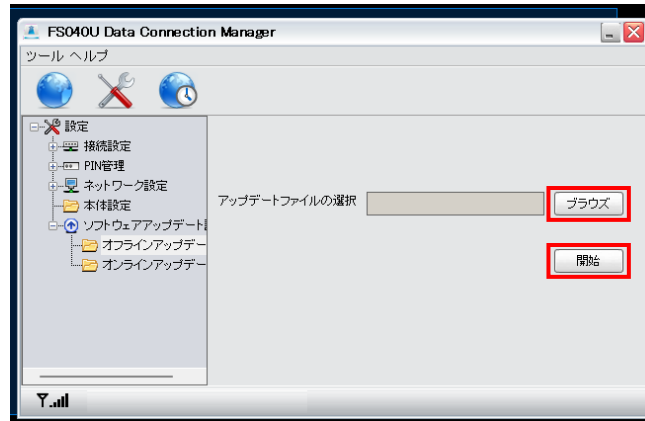 FS040U Data Connection Manager
ツール ヘルプ
設定
接続設定
PIN管理
ネットワーク設定
本体設定
ソフトウェアアップデート
オフラインアップデー
オンラインアップデー
アップデートファイルの選択
ブラウズ
開始